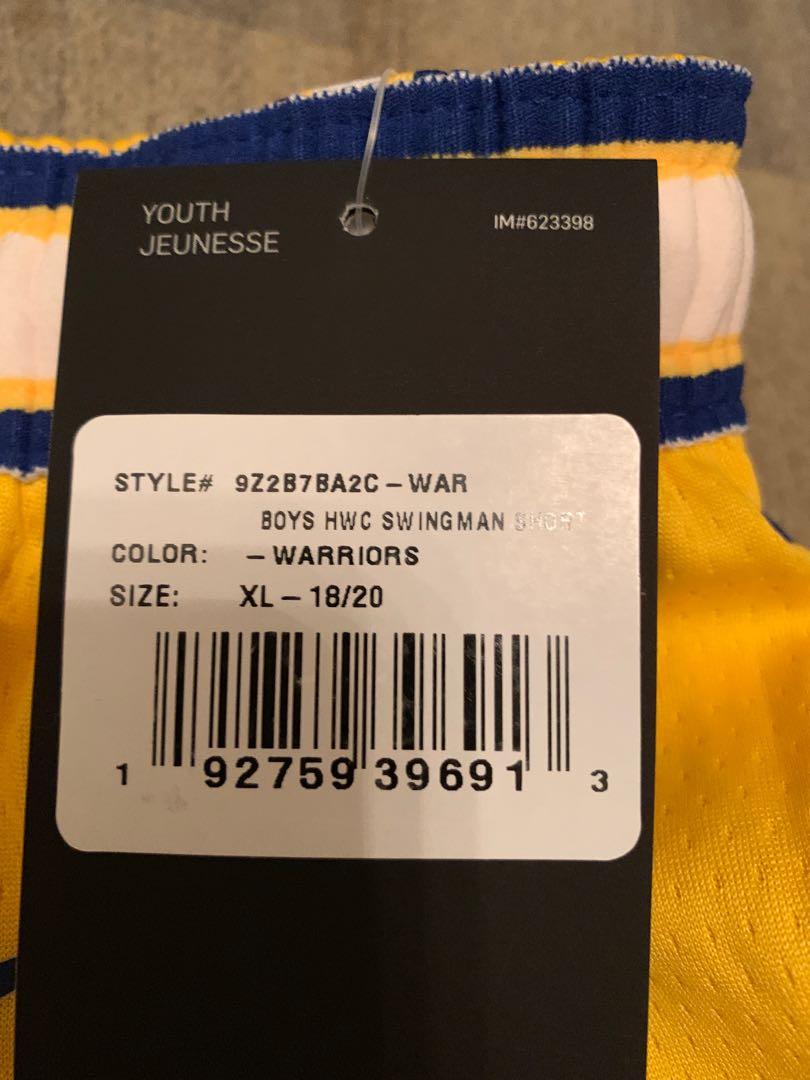 YOUTH
JEUNESSE
IM#623398
STYLE# 9Z2B7BA2C-WAR
BOYS HWC SWINGMAN SHORT
COLOR: -WARRIORS
SIZE: XL-18/20
1 92759 39691 3